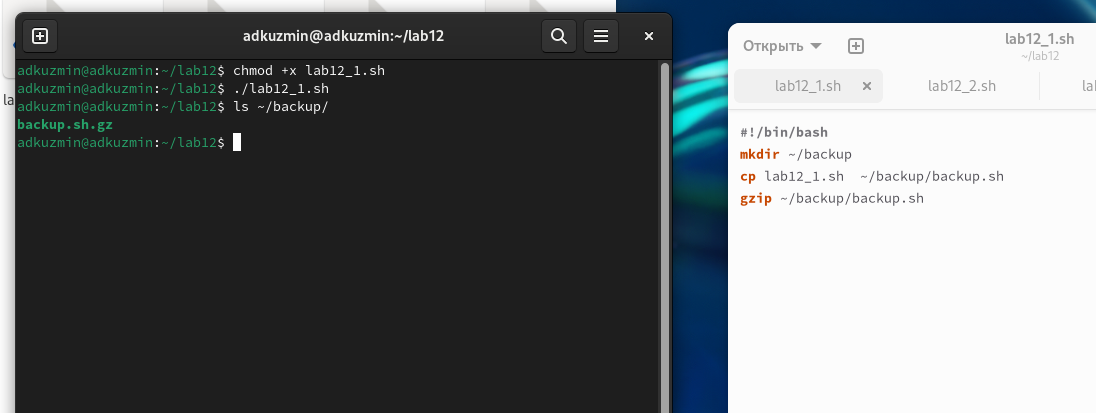 la
adkuzmin@adkuzmin:~/lab12
adkuzmin@adkuzmin:~/lab12$ chmod +x lab12_1.sh
adkuzmin@adkuzmin:~/lab12$ ./lab12_1.sh
adkuzmin@adkuzmin:~/lab12$ ls ~/backup/
backup.sh.gz
adkuzmin@adkuzmin:~/lab12$
Открыть
lab12_1.sh
~/lab12
lab12_1.sh
lab12_2.sh
la
#!/bin/bash
mkdir ~/backup
cp lab12_1.sh  ~/backup/backup.sh
gzip ~/backup/backup.sh